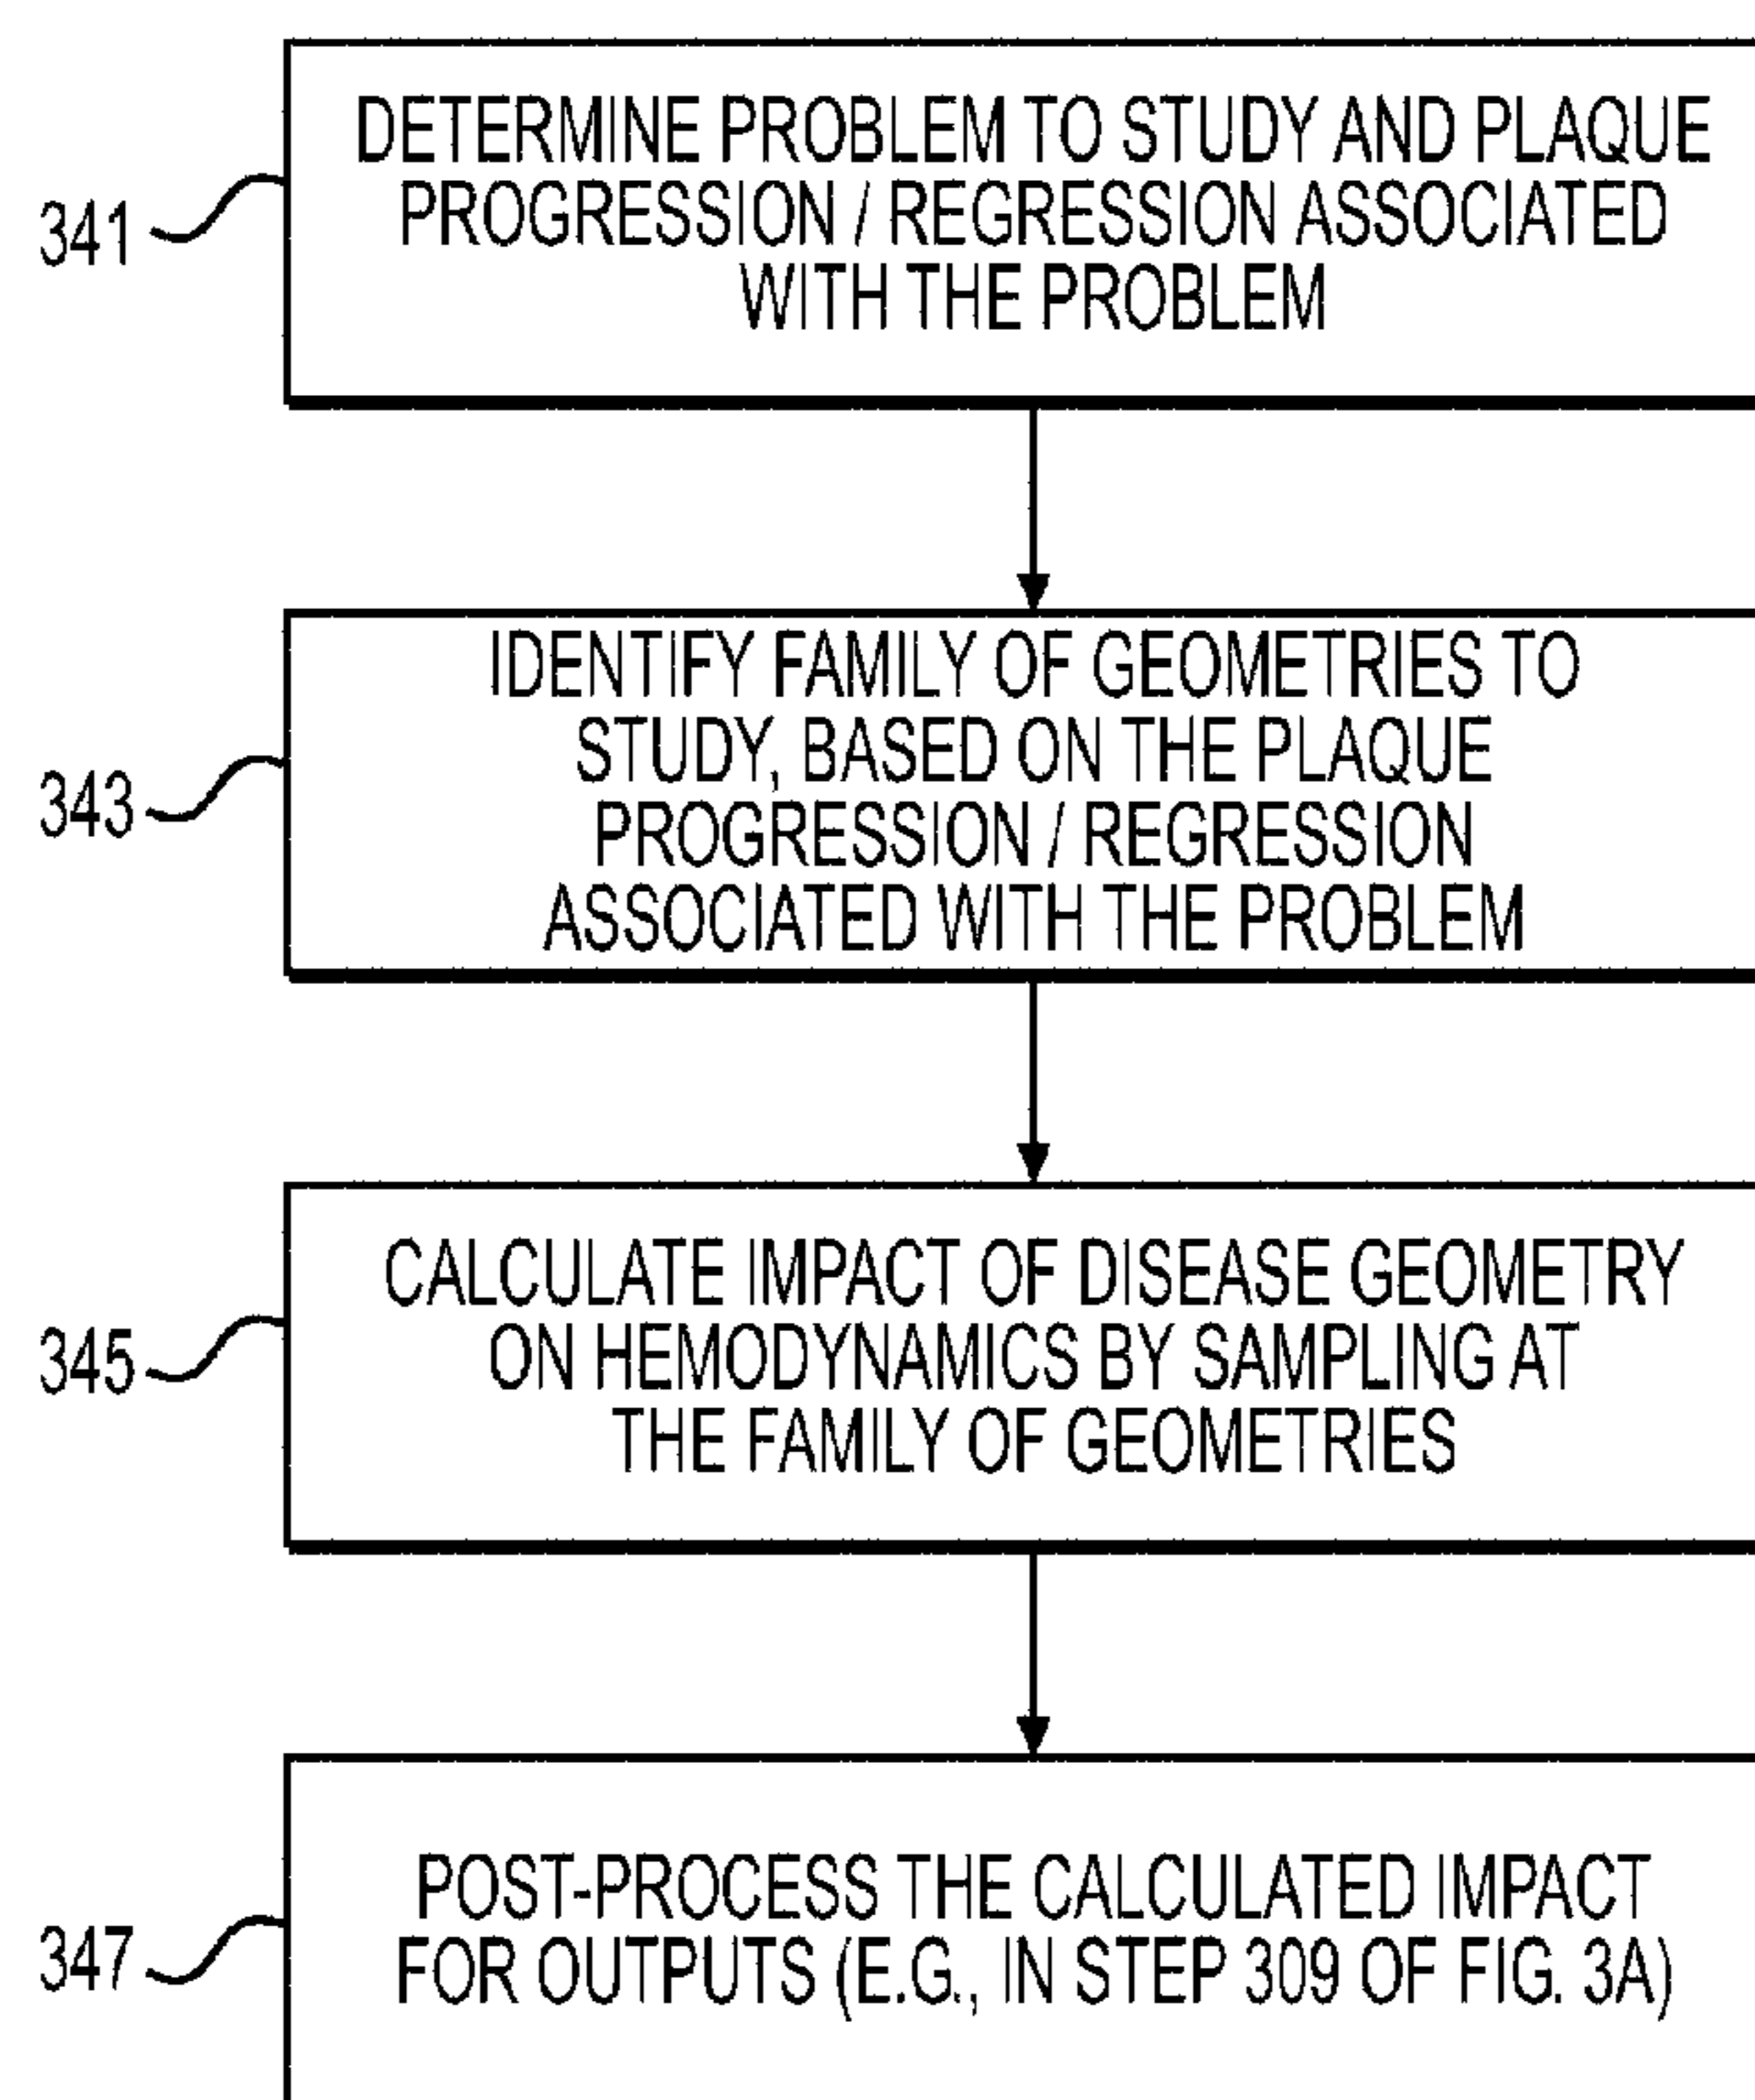 341
DETERMINE PROBLEM TO STUDY AND PLAQUE
PROGRESSION / REGRESSION ASSOCIATED
WITH THE PROBLEM
343
IDENTIFY FAMILY OF GEOMETRIES TO
STUDY, BASED ON THE PLAQUE
PROGRESSION / REGRESSION
ASSOCIATED WITH THE PROBLEM
345
CALCULATE IMPACT OF DISEASE GEOMETRY
ON HEMODYNAMICS BY SAMPLING AT
THE FAMILY OF GEOMETRIES
347
POST-PROCESS THE CALCULATED IMPACT
FOR OUTPUTS (E.G., IN STEP 309 OF FIG. 3A)